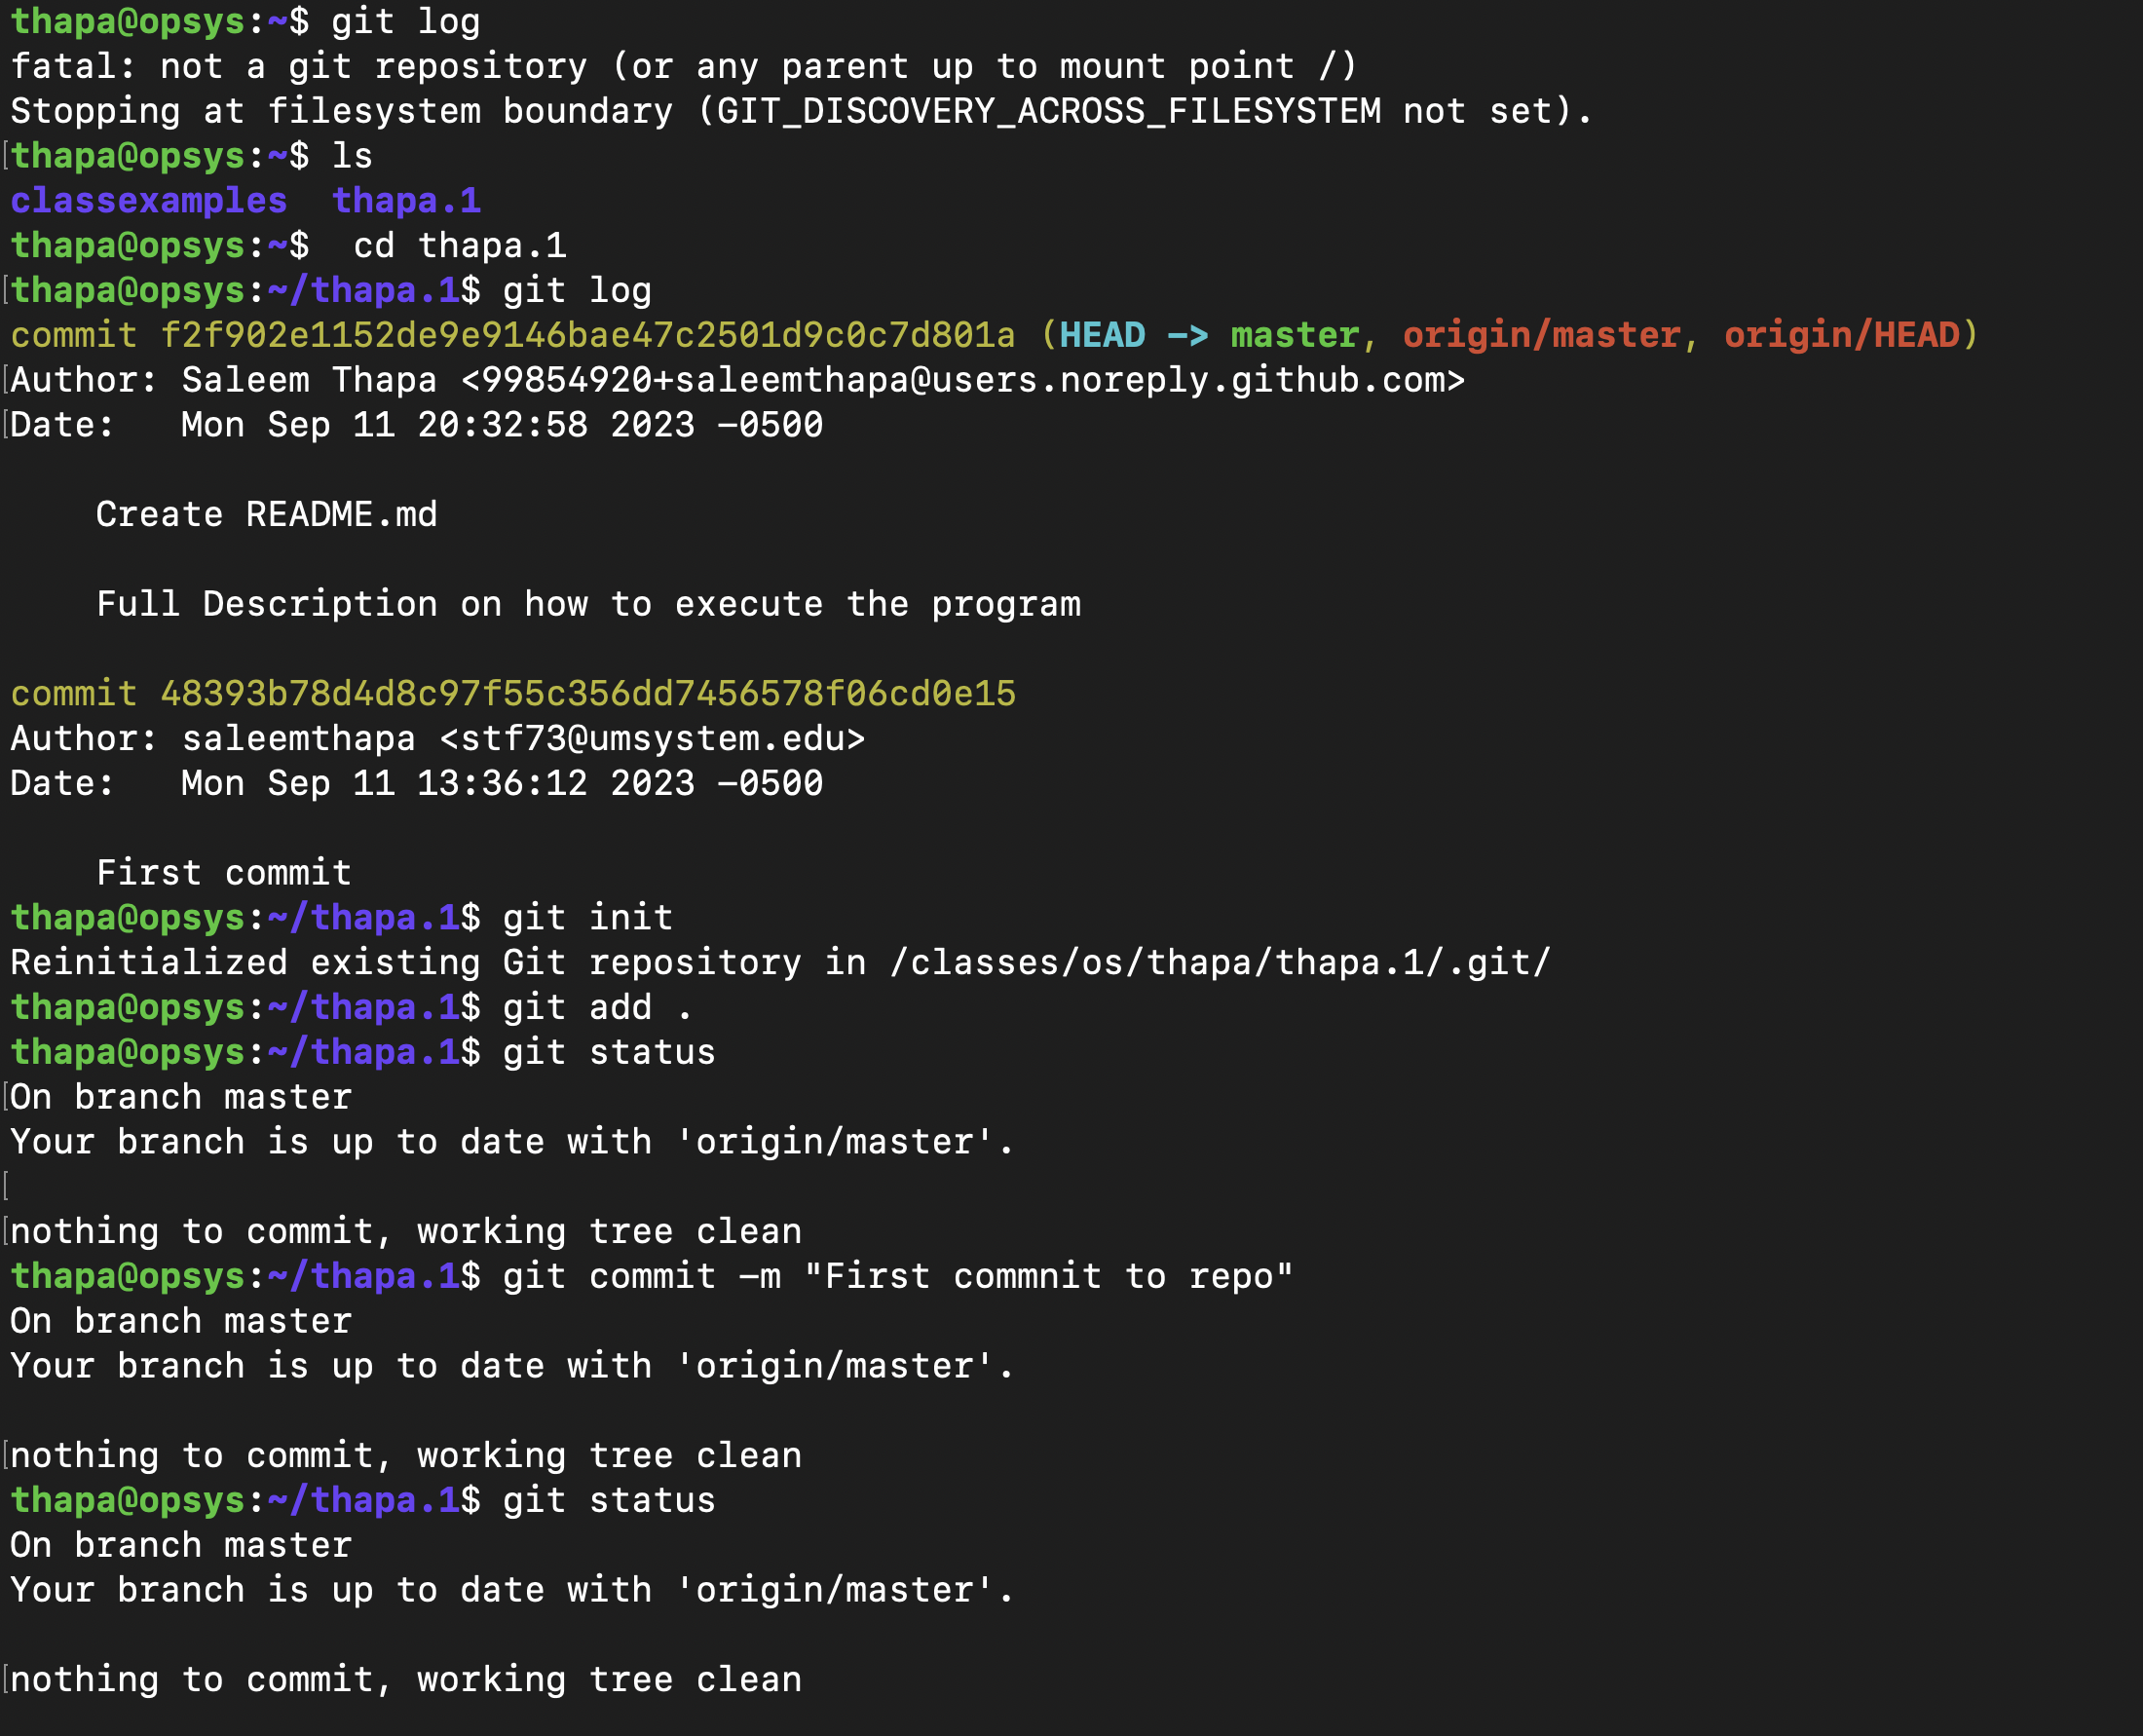 thapa@opsys:~$ git log
fatal: not a git repository (or any parent up to mount point /)
Stopping at filesystem boundary (GIT_DISCOVERY_ACROSS_FILESYSTEM not set).
[thapa@opsys:~$ ls
classexamples  thapa.1
thapa@opsys:~$  cd thapa.1
[thapa@opsys:~/thapa.1$ git log
commit f2f902e1152de9e9146bae47c2501d9c0c7d801a (HEAD -> master, origin/master, origin/HEAD)
[Author: Saleem Thapa <99854920+saleemthapa@users.noreply.github.com>
[Date:   Mon Sep 11 20:32:58 2023 -0500

    Create README.md

    Full Description on how to execute the program

commit 48393b78d4d8c97f55c356dd7456578f06cd0e15
Author: saleemthapa <stf73@umsystem.edu>
Date:   Mon Sep 11 13:36:12 2023 -0500

    First commit
thapa@opsys:~/thapa.1$ git init
Reinitialized existing Git repository in /classes/os/thapa/thapa.1/.git/
thapa@opsys:~/thapa.1$ git add .
thapa@opsys:~/thapa.1$ git status
[On branch master
Your branch is up to date with 'origin/master'.
[
[nothing to commit, working tree clean
thapa@opsys:~/thapa.1$ git commit -m "First commnit to repo"
On branch master
Your branch is up to date with 'origin/master'.

[nothing to commit, working tree clean
thapa@opsys:~/thapa.1$ git status
On branch master
Your branch is up to date with 'origin/master'.

[nothing to commit, working tree clean